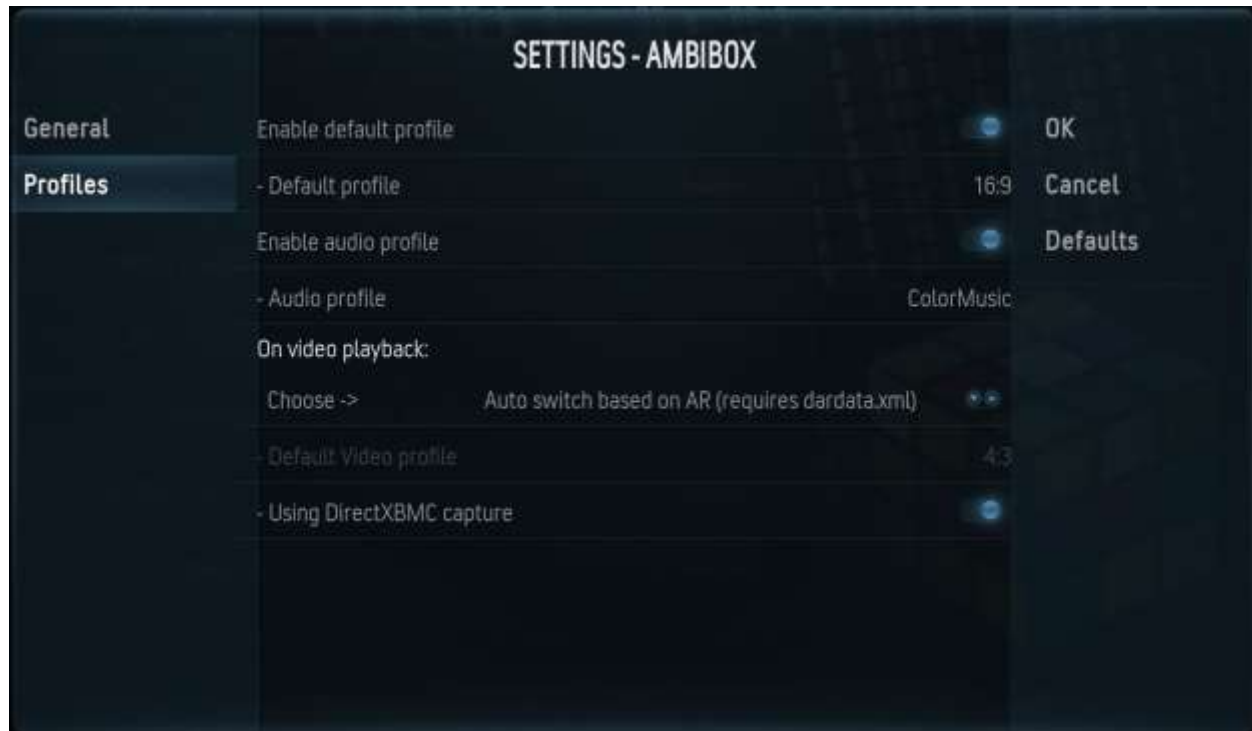 SETTINGS - AMBIBOX
General
Profiles
Enable default profile
- Default profile 16:9
Enable audio profile
- Audio profile ColorMusic
On video playback:
Choose -> Auto switch based on AR (requires dardata.xml)
- Default Video profile 4:3
- Using DirectXBMC capture
OK
Cancel
Defaults